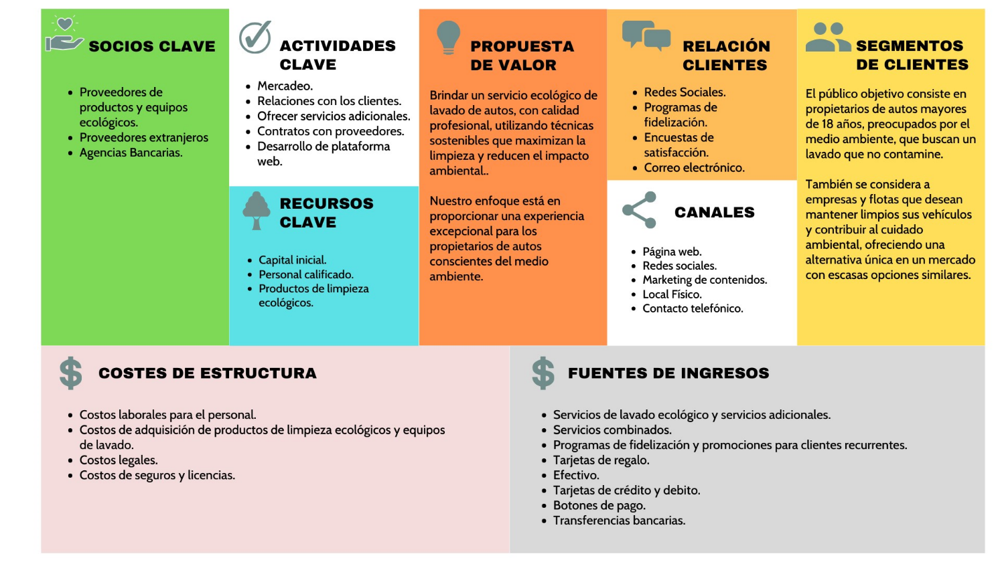 SOCIOS CLAVE
• Proveedores de
productos y equipos
ecológicos.
• Proveedores extranjeros
• Agencias Bancarias.
ACTIVIDADES
CLAVE
• Mercadeo.
• Relaciones con los clientes.
• Ofrecer servicios adicionales.
• Contratos con proveedores.
• Desarrollo de plataforma
web.
RECURSOS
CLAVE
• Capital inicial.
• Personal calificado.
• Productos de limpieza
ecológicos.
PROPUESTA
DE VALOR
Brindar un servicio ecológico de
lavado de autos, con calidad
profesional, utilizando técnicas
sostenibles que maximizan la
limpieza y reducen el impacto
ambiental..
Nuestro enfoque está en
proporcionar una experiencia
excepcional para los
propietarios de autos
conscientes del medio
ambiente.
RELACIÓN
CLIENTES
• Redes Sociales.
• Programas de
fidelización.
• Encuestas de
satisfacción.
• Correo electrónico.
CANALES
• Página web.
• Redes sociales.
• Marketing de contenidos.
• Local Físico.
• Contacto telefónico.
SEGMENTOS
DE CLIENTES
El público objetivo consiste en
propietarios de autos mayores
de 18 años, preocupados por el
medio ambiente, que buscan un
lavado que no contamine.
También se considera a
empresas y flotas que desean
mantener limpios sus vehículos
y contribuir al cuidado
ambiental, ofreciendo una
alternativa única en un mercado
con escasas opciones similares.
$ COSTES DE ESTRUCTURA
• Costos laborales para el personal.
• Costos de adquisición de productos de limpieza ecológicos y equipos
de lavado.
• Costos legales.
• Costos de seguros y licencias.
$ FUENTES DE INGRESOS
• Servicios de lavado ecológico y servicios adicionales.
• Servicios combinados.
• Programas de fidelización y promociones para clientes recurrentes.
• Tarjetas de regalo.
• Efectivo.
• Tarjetas de crédito y debito.
• Botones de pago.
• Transferencias bancarias.